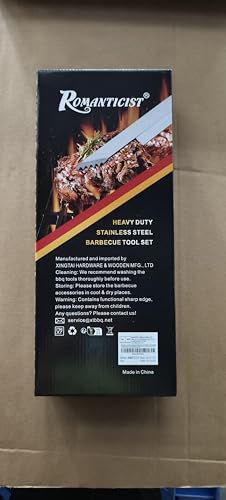 ROMANTICIST®
HEAVY DUTY
STAINLESS STEEL
BARBECUE TOOL SET
Manufactured and imported by
XINGTAI HARDWARE & WOODEN MFG.,LTD
Cleaning: We recommend washing the
bbq tools thoroughly before use.
Storing: Please store the barbecue
accessories in cool & dry places.
Warning: Contains functional sharp edge,
please keep away from children.
Any Questions? Please contact us!
service@xtbbq.net
Made in China